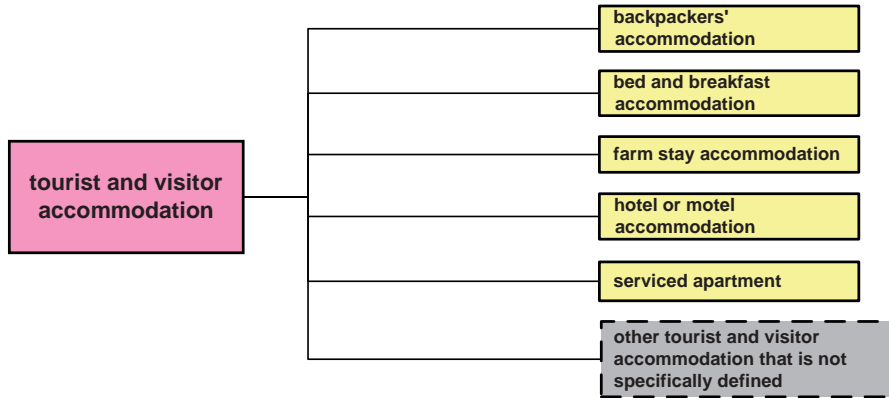 tourist and visitor
accommodation
backpackers'
accommodation
bed and breakfast
accommodation
farm stay accommodation
hotel or motel
accommodation
serviced apartment
other tourist and visitor
accommodation that is not
specifically defined